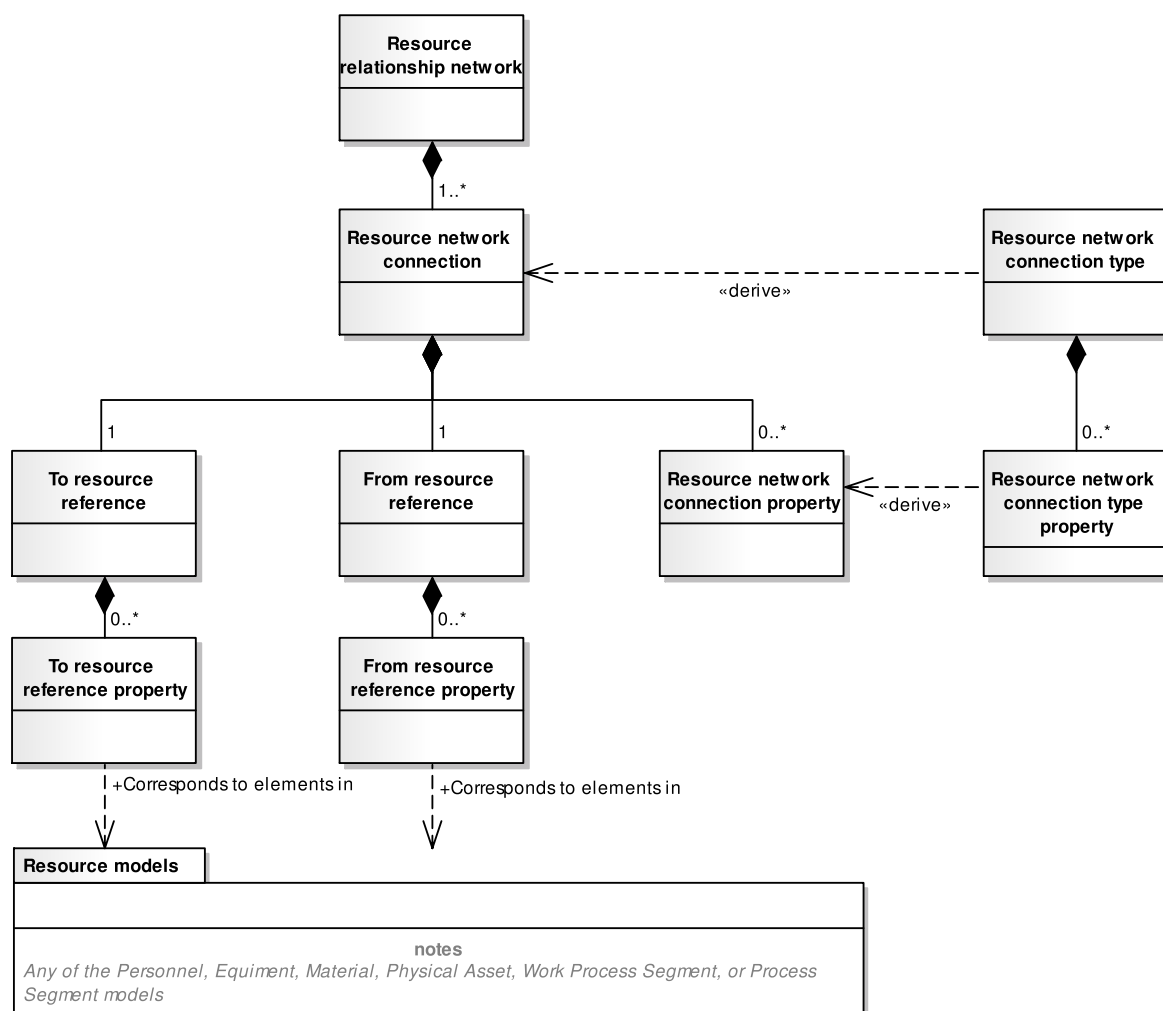 Resource
relationship network
1..*
Resource network
connection
Resource network
connection type
«derive»
1
1
0..*
0..*
To resource
reference
From resource
reference
Resource network
connection property
Resource network
connection type
property
«derive»
0..*
0..*
To resource
reference property
From resource
reference property
+Corresponds to elements in
+Corresponds to elements in
Resource models
notes
Any of the Personnel, Equiment, Material, Physical Asset, Work Process Segment, or Process
Segment models